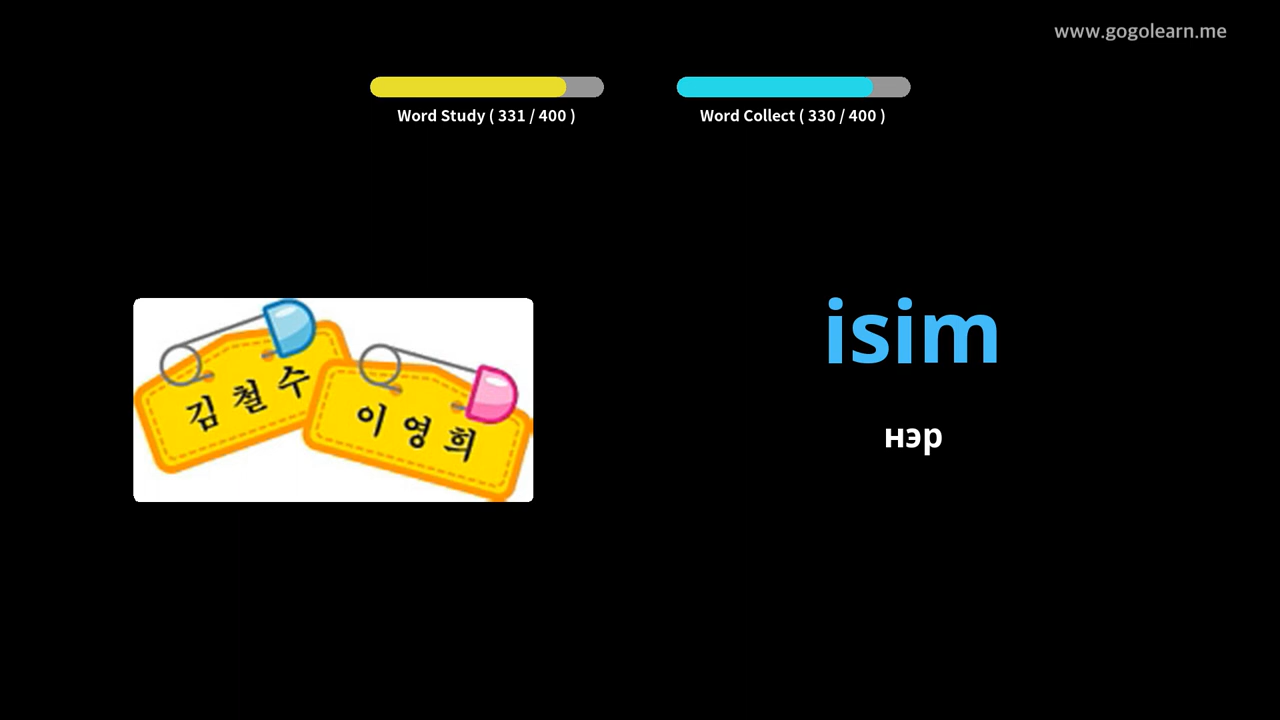 www.gogolearn.me
Word Study ( 331 / 400 )
Word Collect ( 330 / 400 )
김철수
이영희
isim
нэр